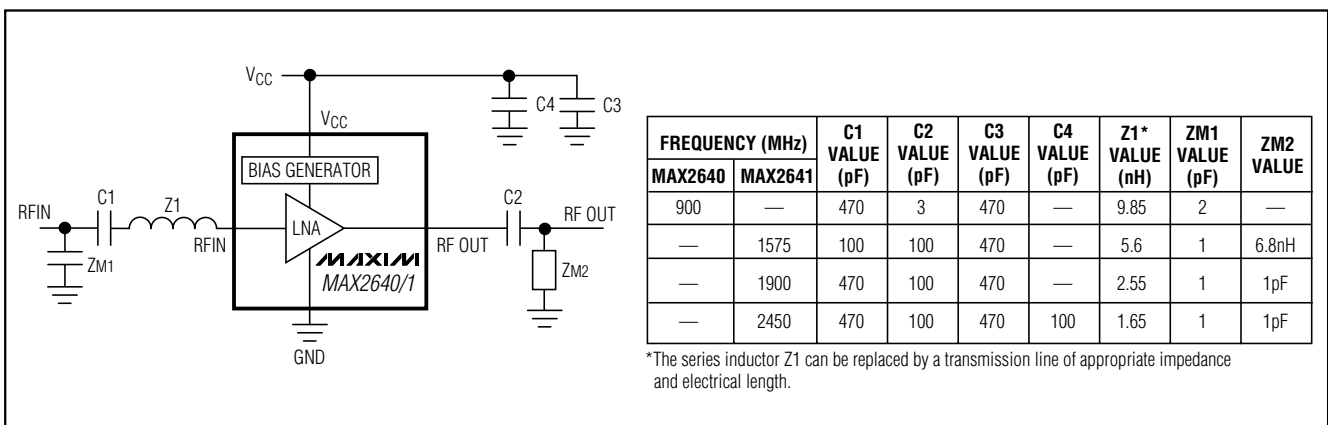 VCC
C4
C3
VCC
BIAS GENERATOR
RFIN
C1
Z1
RFIN
LNA
C2
RF OUT
RF OUT
ZM1
ZM2
MAXIM
MAX2640/1
GND
FREQUENCY (MHz) C1 VALUE (pF) C2 VALUE (pF) C3 VALUE (pF) C4 VALUE (pF) Z1* VALUE (nH) ZM1 VALUE (pF) ZM2 VALUE
MAX2640 MAX2641
900 — 470 3 470 — 9.85 2 —
— 1575 100 100 470 — 5.6 1 6.8nH
— 1900 470 100 470 — 2.55 1 1pF
— 2450 470 100 470 100 1.65 1 1pF
*The series inductor Z1 can be replaced by a transmission line of appropriate impedance
and electrical length.